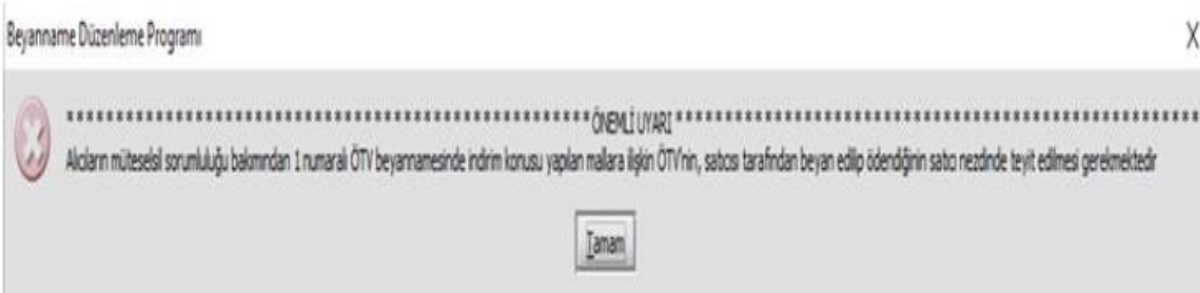 Beyanname Düzenleme Programı
X
*****************************************************ÖNEMLİ UYARI*****************************************************
Alıcıların müteselsil sorumluluğu bakımından 1 numaralı ÖTV beyannamesinde indirim konusu yapılan mallara ilişkin ÖTV'nin, satıcısı tarafından beyan edilip ödendiğinin satıcı nezdinde teyit edilmesi gerekmektedir
Tamam